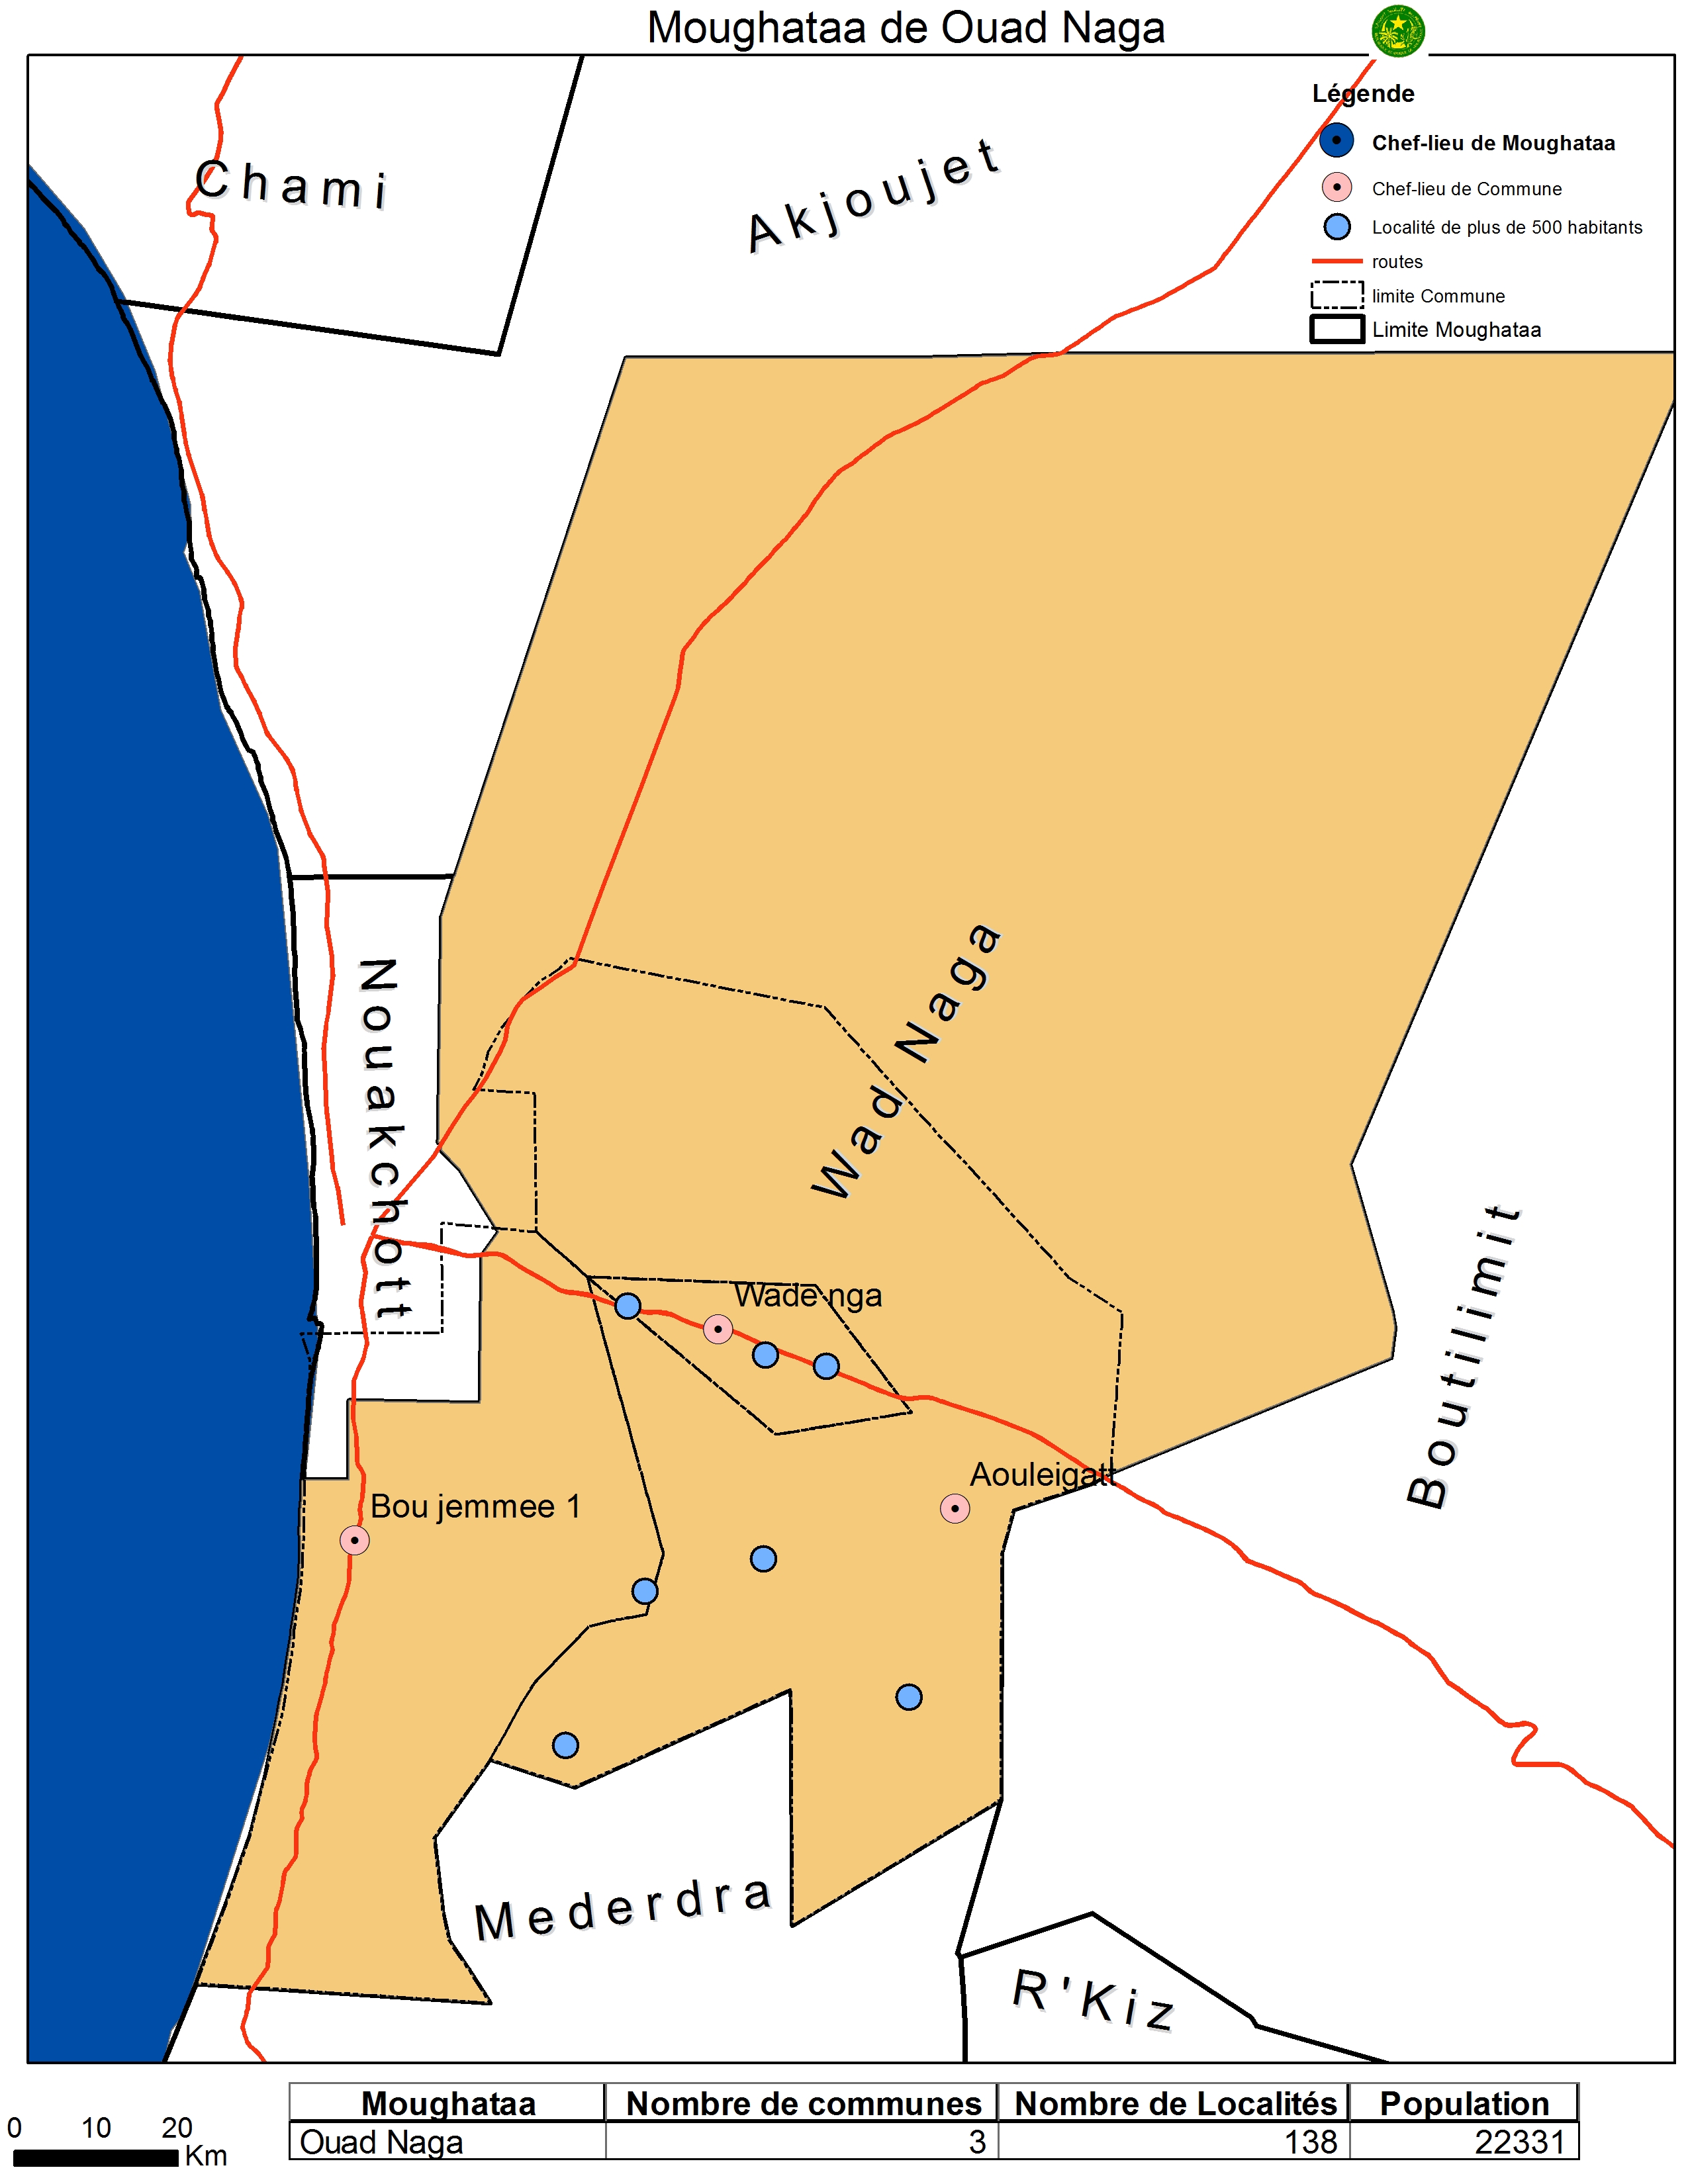 Moughataa de Ouad Naga
Légende
Chef-lieu de Moughataa
Chef-lieu de Commune
Localité de plus de 500 habitants
routes
limite Commune
Limite Moughataa
Chami
Akjoujet
Nouakchott
Wad Naga
Boutilimit
Wade nga
Aouleigatt
Bou jemmee 1
Mederdra
R'Kiz
0 10 20
Km
Moughataa Nombre de communes Nombre de Localités Population
Ouad Naga 3 138 22331